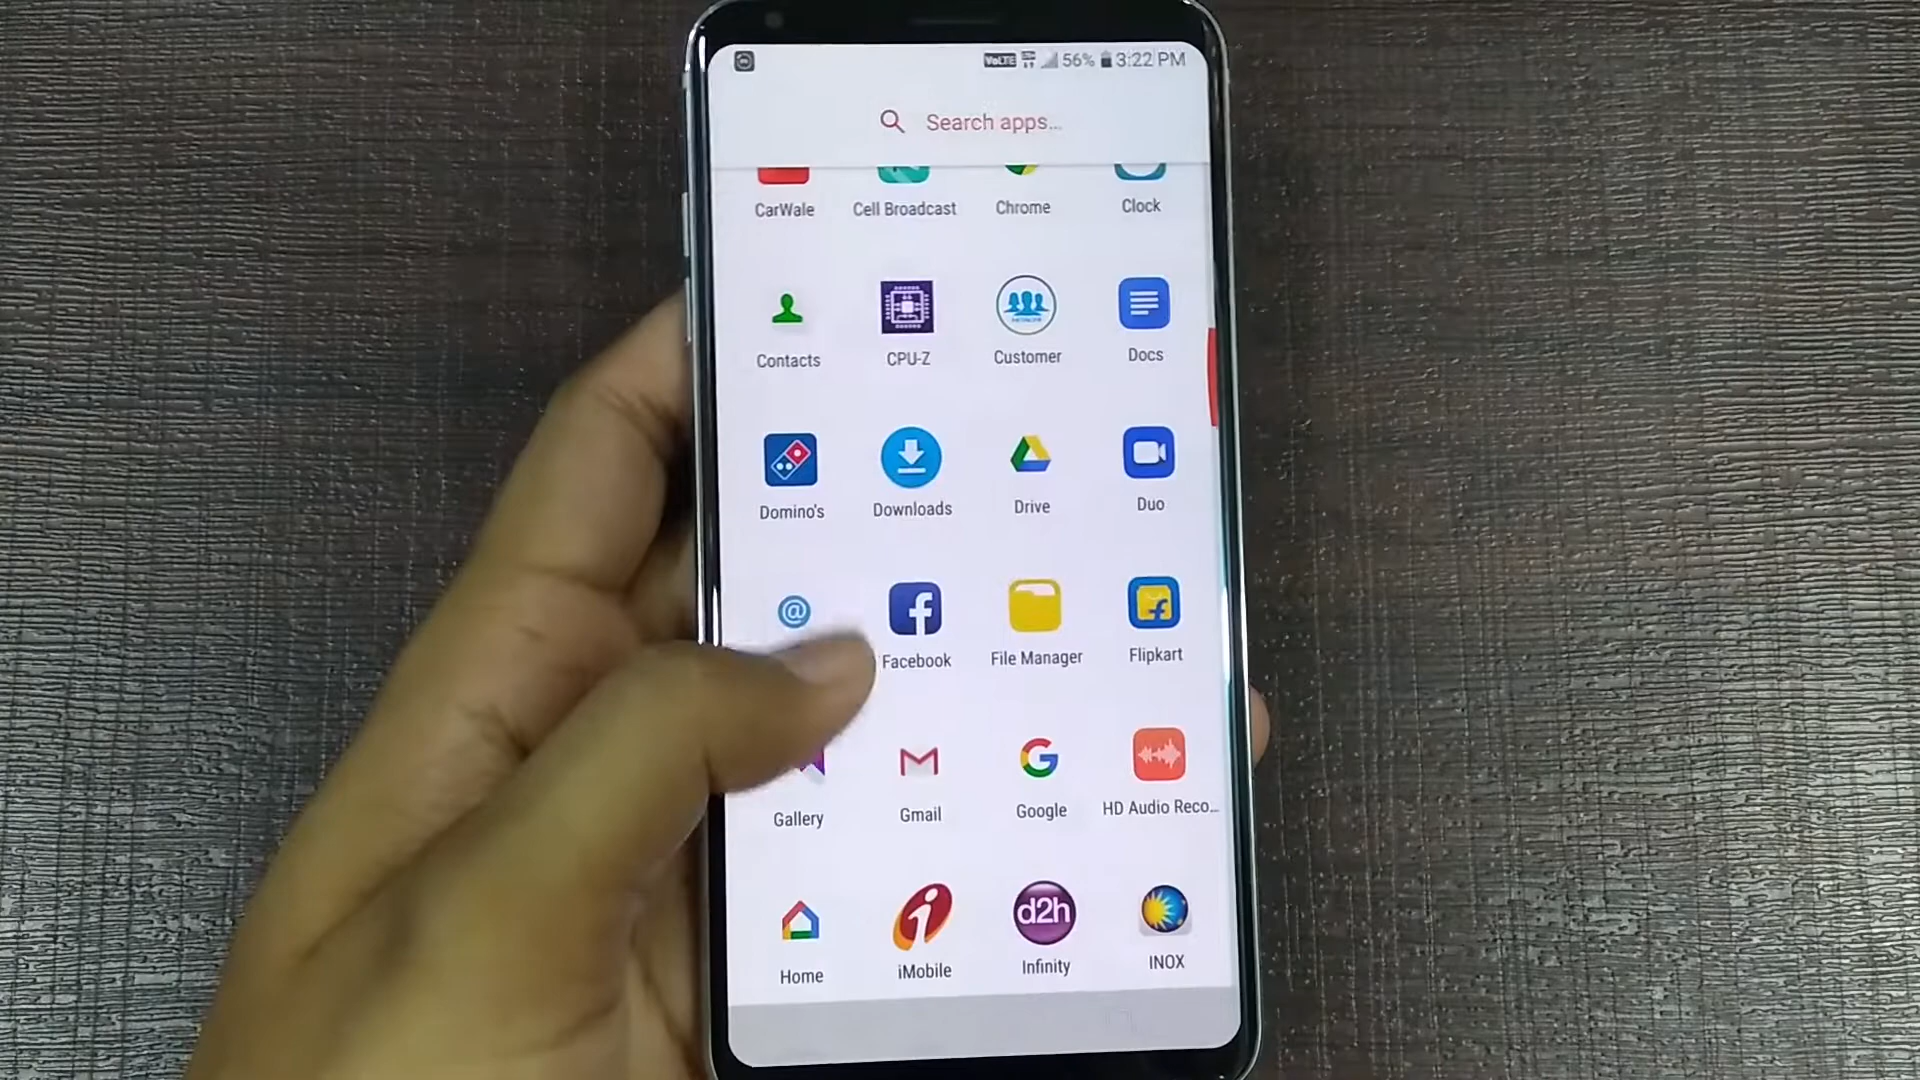 VoLTE 56% 3:22 PM
Search apps...
CarWale Cell Broadcast Chrome Clock
Contacts CPU-Z Customer Docs
Domino's Downloads Drive Duo
@ f f
Facebook File Manager Flipkart
Gallery Gmail Google HD Audio Reco...
i d2h
Home iMobile Infinity INOX